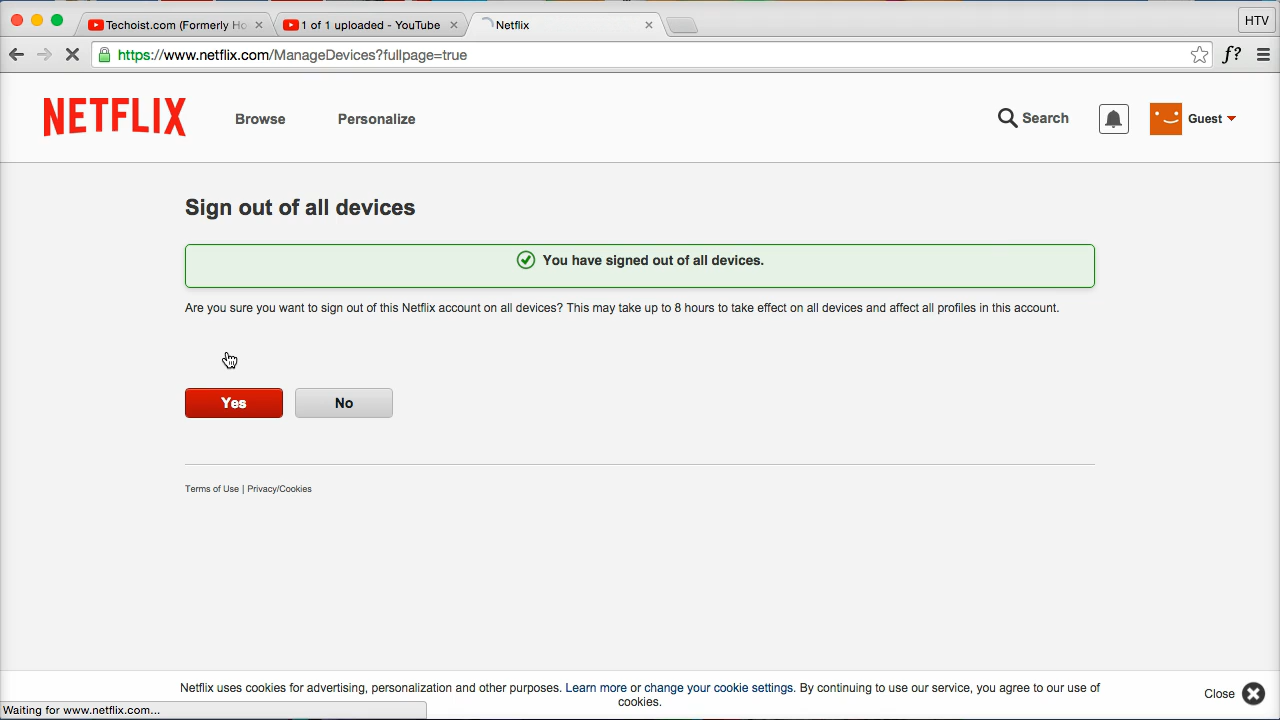 Techoist.com (Formerly Ho
1 of 1 uploaded - YouTube
Netflix
HTV
https://www.netflix.com/ManageDevices?fullpage=true
f?
NETFLIX
Browse
Personalize
Search
Guest
Sign out of all devices
You have signed out of all devices.
Are you sure you want to sign out of this Netflix account on all devices? This may take up to 8 hours to take effect on all devices and affect all profiles in this account.
Yes
No
Terms of Use | Privacy/Cookies
Netflix uses cookies for advertising, personalization and other purposes. Learn more or change your cookie settings. By continuing to use our service, you agree to our use of
cookies.
Close
Waiting for www.netflix.com...